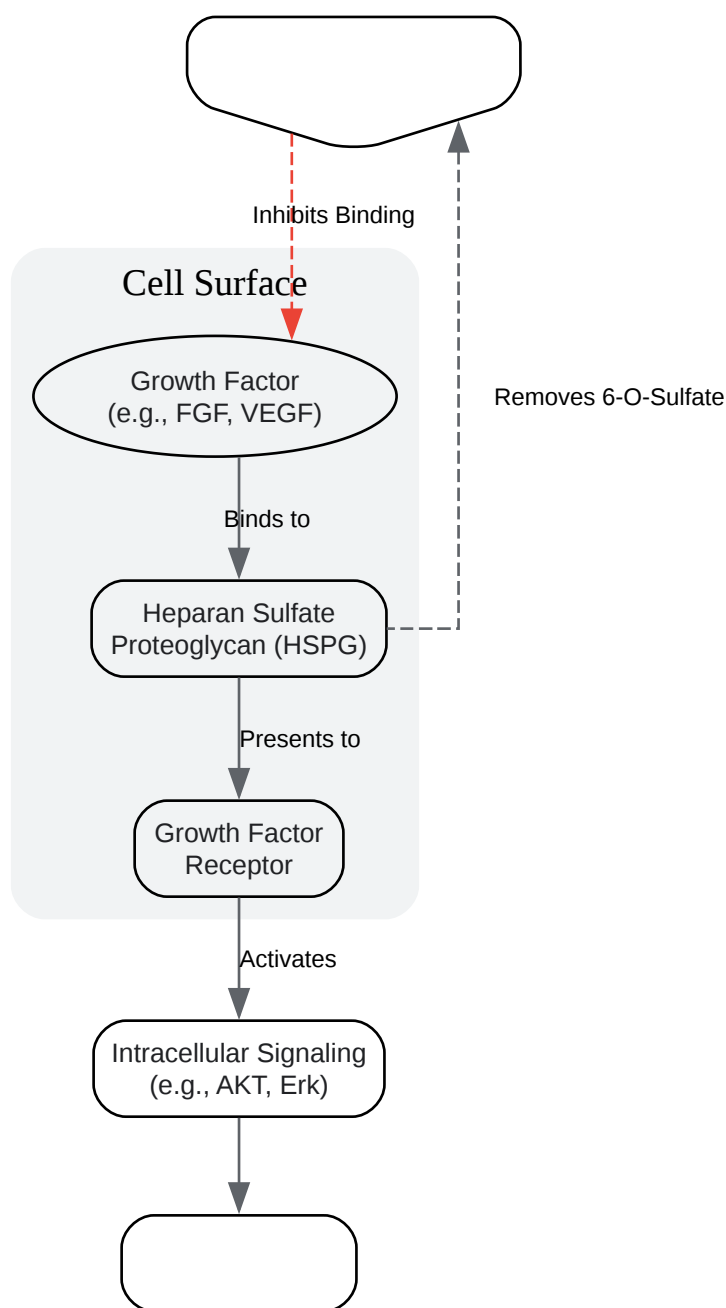 Inhibits Binding
Cell Surface
Growth Factor
(e.g., FGF, VEGF)
Removes 6-O-Sulfate
Binds to
Heparan Sulfate
Proteoglycan (HSPG)
Presents to
Growth Factor
Receptor
Activates
Intracellular Signaling
(e.g., AKT, Erk)